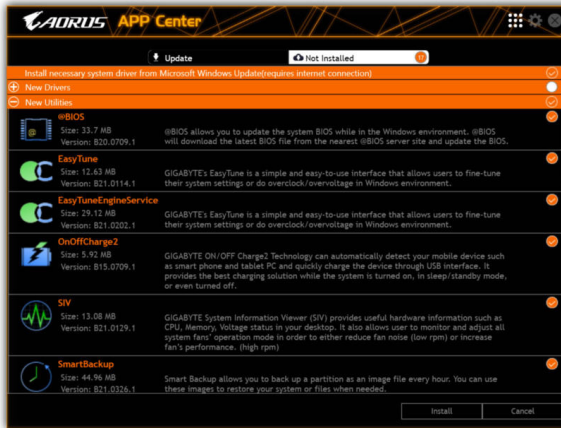 AORUS APP Center
Update
Not Installed
17
Install necessary system driver from Microsoft Windows Update(requires internet connection)
New Drivers
New Utilities
@BIOS
Size: 33.7 MB
Version: B20.0709.1
@BIOS allows you to update the system BIOS while in the Windows environment. @BIOS
will download the latest BIOS file from the nearest @BIOS server site and update the BIOS.
EasyTune
Size: 12.63 MB
Version: B21.0114.1
GIGABYTE's EasyTune is a simple and easy-to-use interface that allows users to fine-tune
their system settings or do overclock/overvoltage in Windows environment.
EasyTuneEngineService
Size: 29.12 MB
Version: B21.0202.1
GIGABYTE's EasyTune is a simple and easy-to-use interface that allows users to fine-tune
their system settings or do overclock/overvoltage in Windows environment.
OnOffCharge2
Size: 5.92 MB
Version: B15.0709.1
GIGABYTE ON/OFF Charge2 Technology can automatically detect your mobile device such
as smart phone and tablet PC and quickly charge the device through USB interface. It
provides the best charging solution while the system is turned on, in sleep/standby mode,
or even turned off.
SIV
Size: 13.08 MB
Version: B21.0129.1
GIGABYTE System Information Viewer (SIV) provides useful hardware information such as
CPU, Memory, Voltage status in your desktop. It also allows user to monitor and adjust all
system fans' operation mode in order to either reduce fan noise (low rpm) or increase
fan's performance. (high rpm)
SmartBackup
Size: 44.96 MB
Version: B21.0326.1
Smart Backup allows you to back up a partition as an image file every hour. You can use
these images to restore your system or files when needed.
Install
Cancel